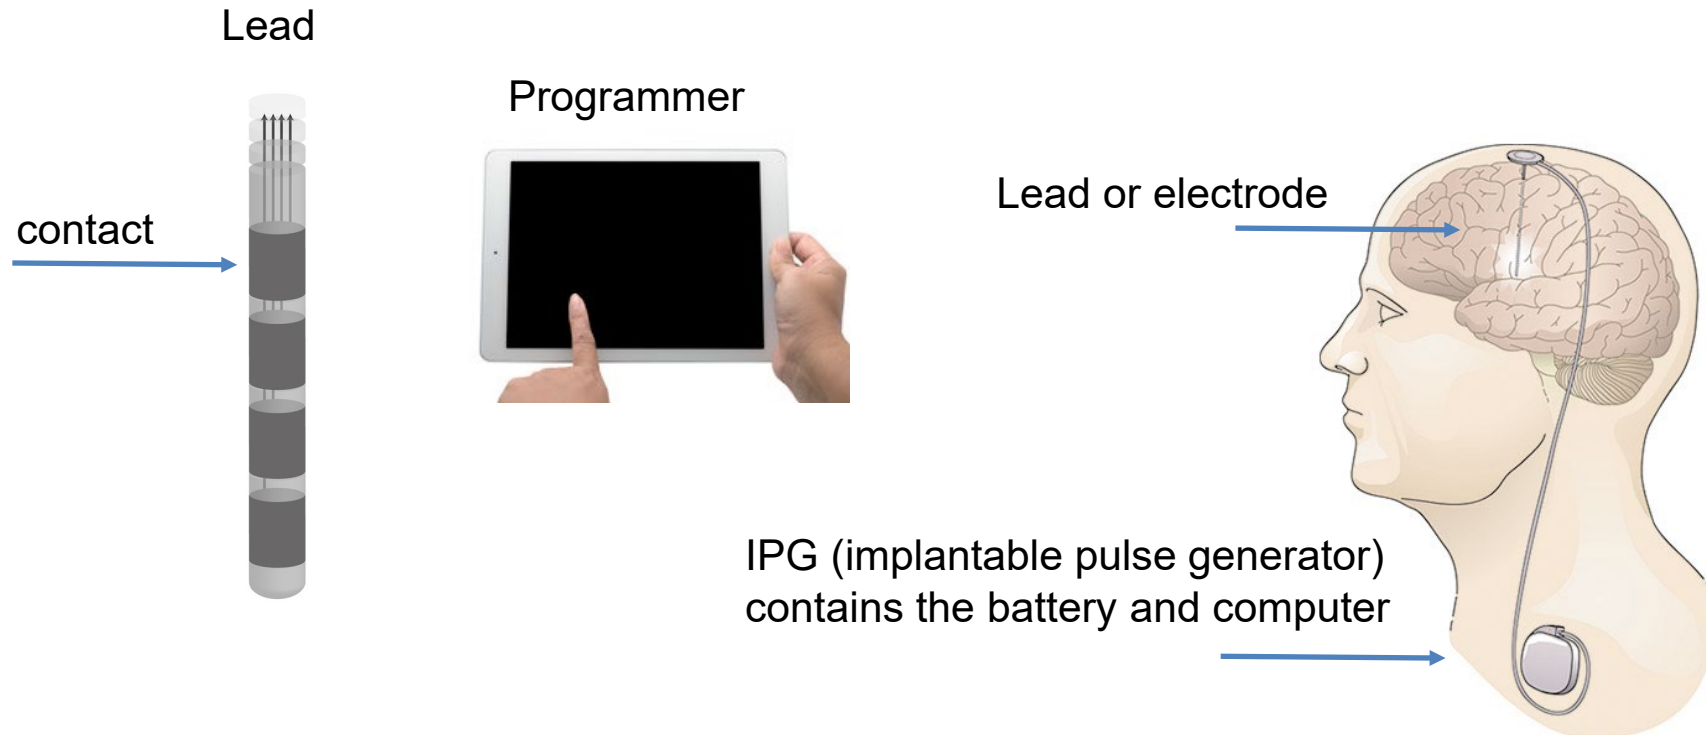 Lead
Programmer
contact
Lead or electrode
IPG (implantable pulse generator)
contains the battery and computer